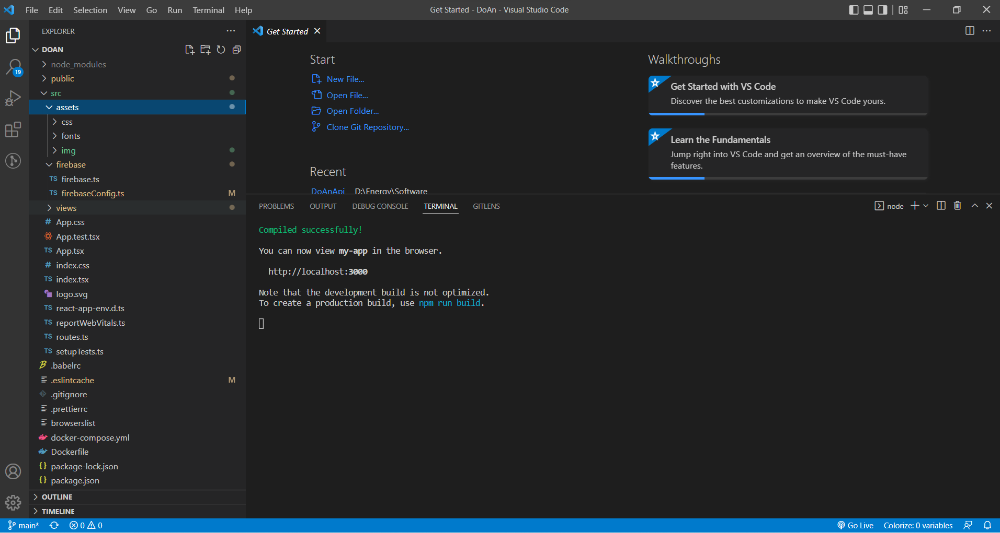 File Edit Selection View Go Run Terminal Help
Get Started - DoAn - Visual Studio Code
EXPLORER
DOAN
node_modules
public
src
assets
css
fonts
img
firebase
TS firebase.ts
TS firebaseConfig.ts M
views
# App.css
App.test.tsx
TS App.tsx
# index.css
TS index.tsx
logo.svg
TS react-app-env.d.ts
TS reportWebVitals.ts
TS routes.ts
TS setupTests.ts
.babelrc
.eslintcache M
.gitignore
.prettierrc
browserslist
docker-compose.yml
Dockerfile
{} package-lock.json
{} package.json
OUTLINE
TIMELINE
19
Get Started
Start
New File...
Open File...
Open Folder...
Clone Git Repository...
Recent
DoAnApi D:\Energy\Software
Walkthroughs
Get Started with VS Code
Discover the best customizations to make VS Code yours.
Learn the Fundamentals
Jump right into VS Code and get an overview of the must-have
features.
PROBLEMS OUTPUT DEBUG CONSOLE TERMINAL GITLENS
node
Compiled successfully!
You can now view my-app in the browser.
http://localhost:3000
Note that the development build is not optimized.
To create a production build, use npm run build.
main* 0 0
Go Live Colorize: 0 variables